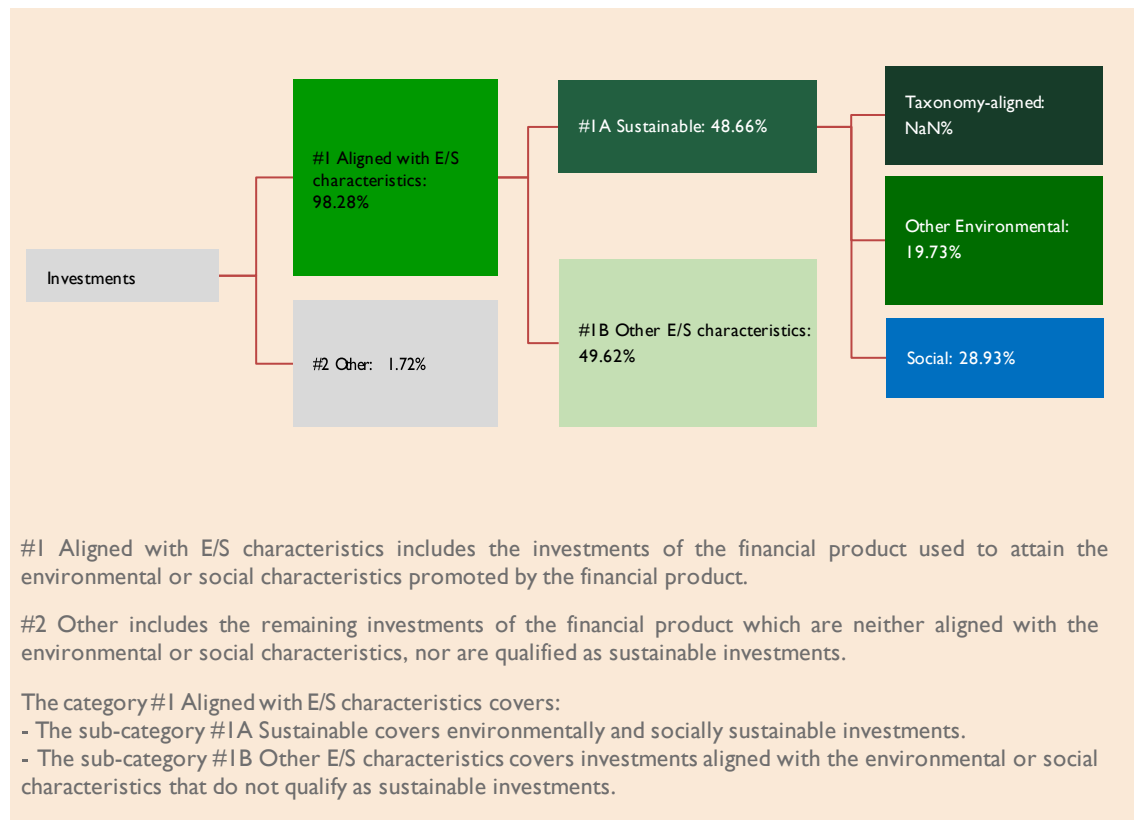 Investments
#1 Aligned with E/S
characteristics:
98.28%
#2 Other: 1.72%
#1A Sustainable: 48.66%
#1B Other E/S characteristics:
49.62%
Taxonomy-aligned:
NaN%
Other Environmental:
19.73%
Social: 28.93%
#1 Aligned with E/S characteristics includes the investments of the financial product used to attain the
environmental or social characteristics promoted by the financial product.
#2 Other includes the remaining investments of the financial product which are neither aligned with the
environmental or social characteristics, nor are qualified as sustainable investments.
The category #1 Aligned with E/S characteristics covers:
- The sub-category #1A Sustainable covers environmentally and socially sustainable investments.
- The sub-category #1B Other E/S characteristics covers investments aligned with the environmental or social
characteristics that do not qualify as sustainable investments.